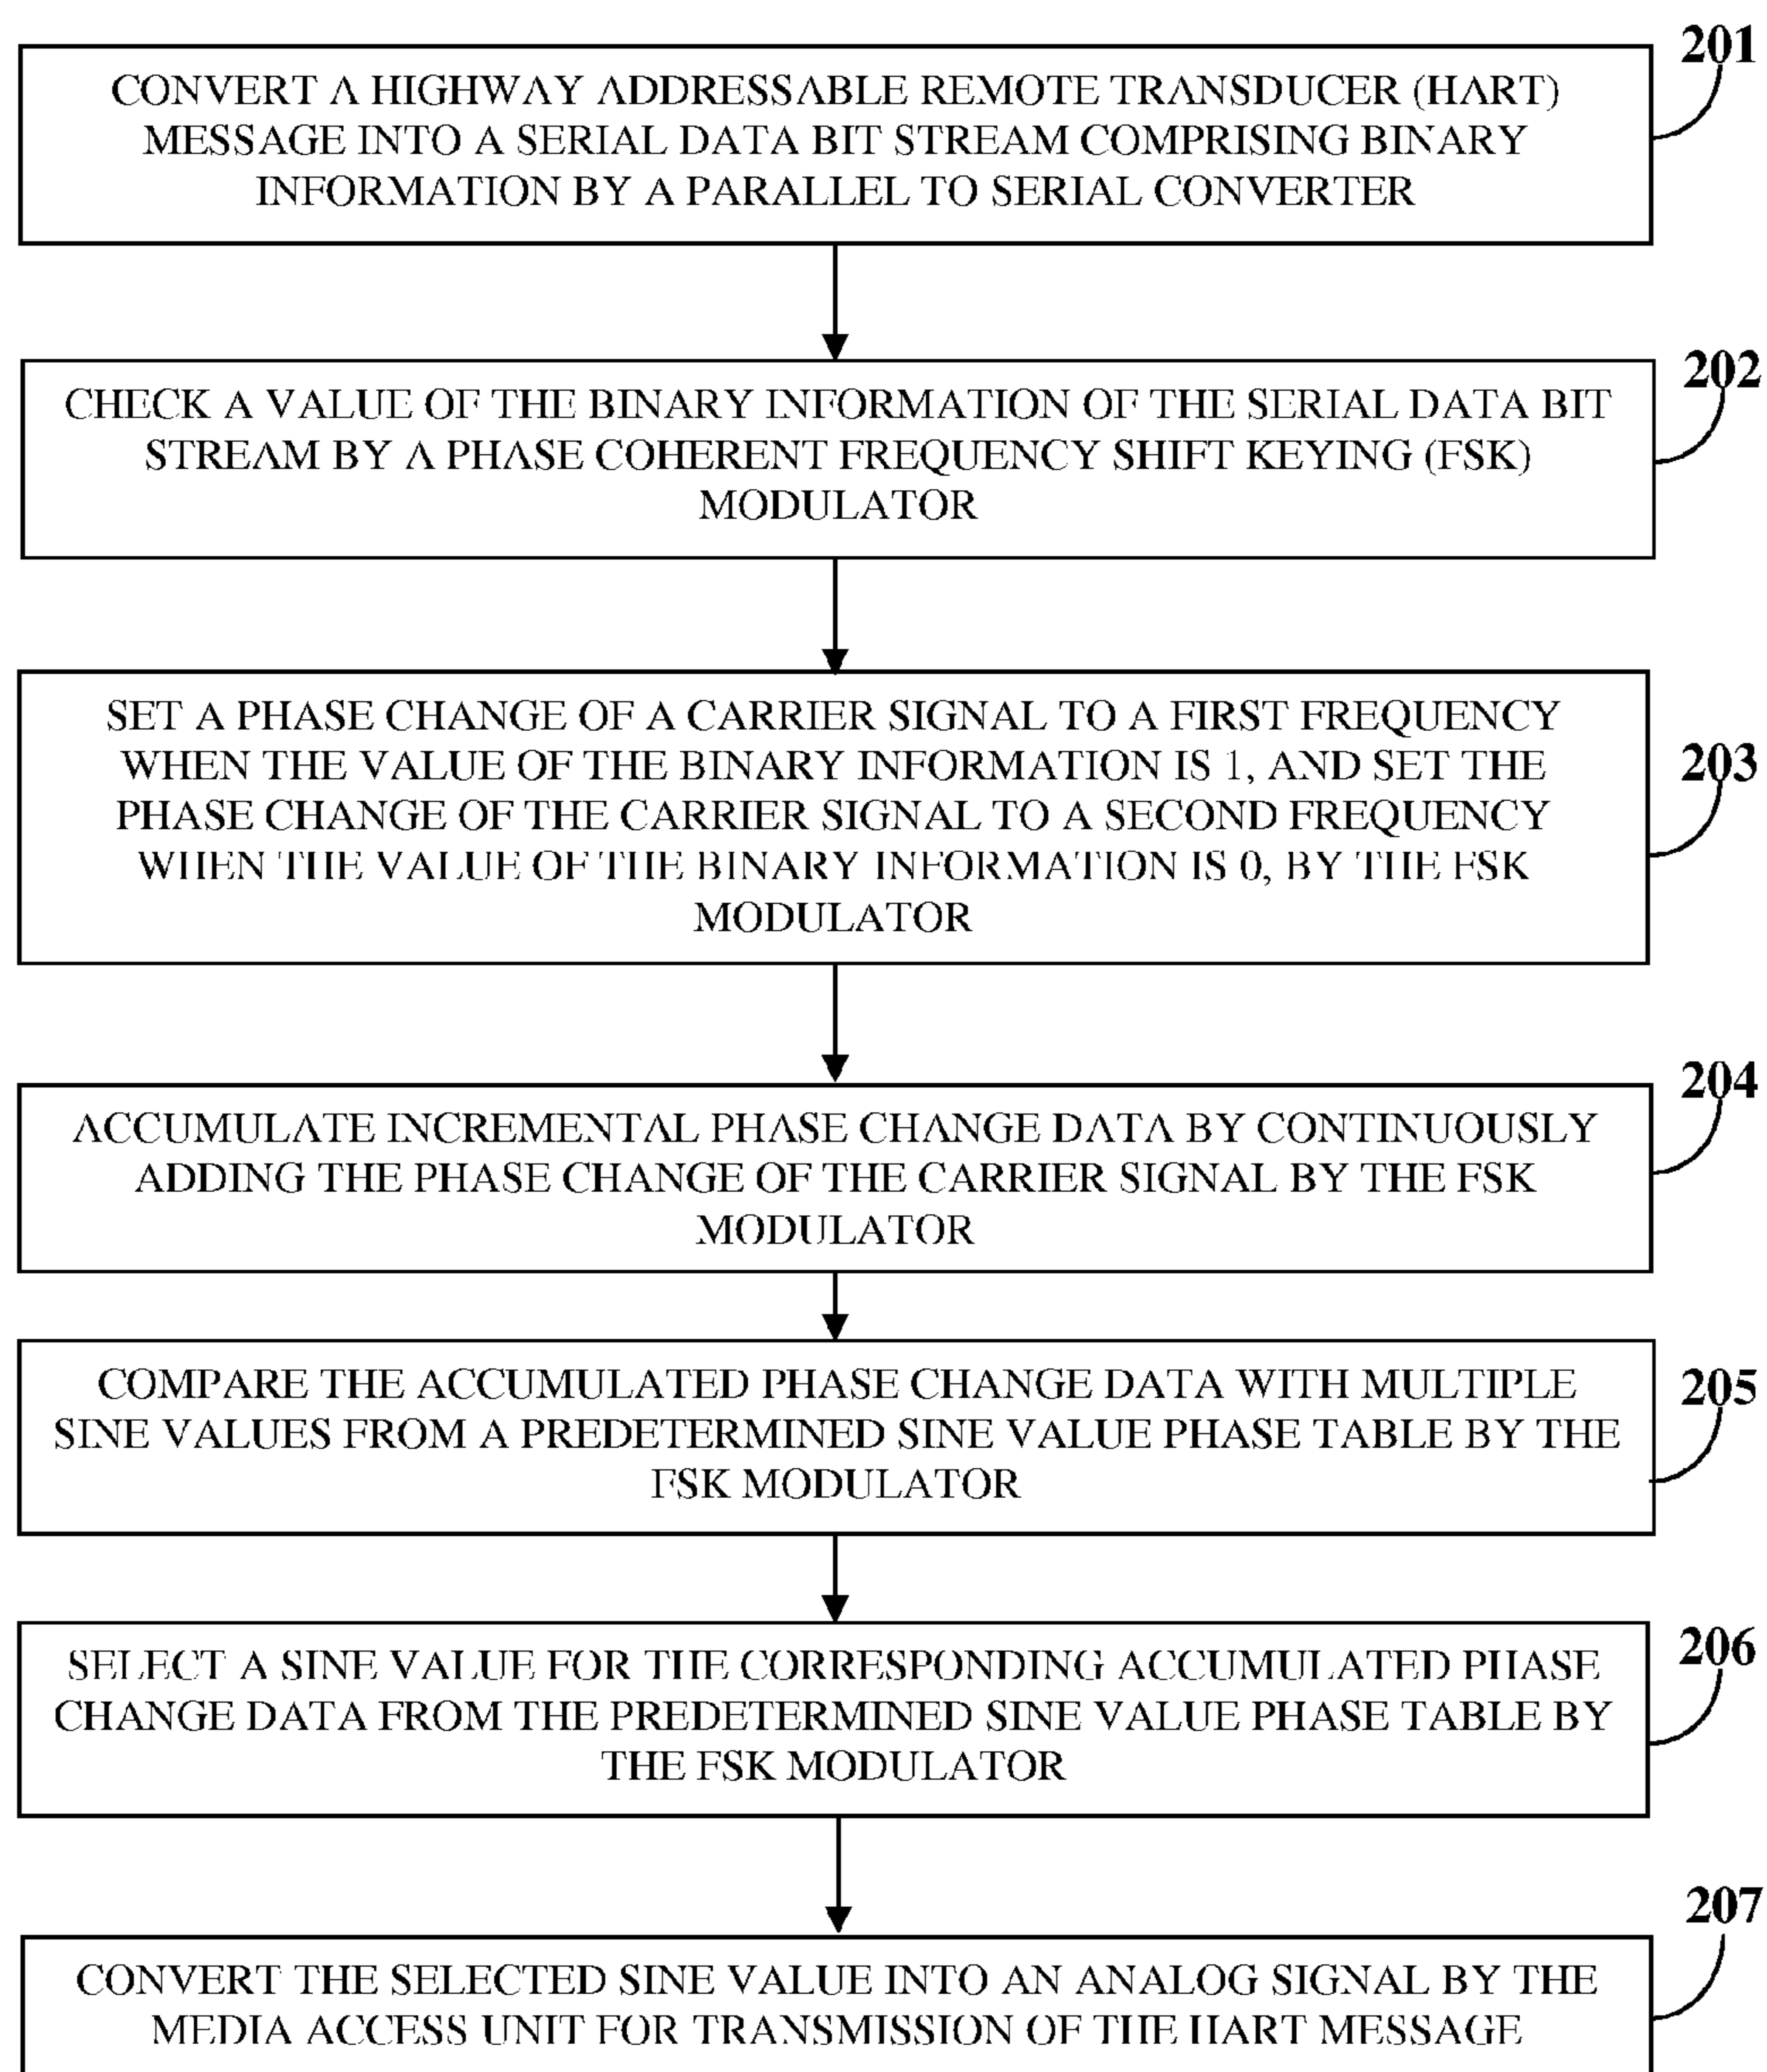 201
CONVERT A HIGHWAY ADDRESSABLE REMOTE TRANSDUCER (HART)
MESSAGE INTO A SERIAL DATA BIT STREAM COMPRISING BINARY
INFORMATION BY A PARALLEL TO SERIAL CONVERTER
202
CHECK A VALUE OF THE BINARY INFORMATION OF THE SERIAL DATA BIT
STREAM BY A PHASE COHERENT FREQUENCY SHIFT KEYING (FSK)
MODULATOR
203
SET A PHASE CHANGE OF A CARRIER SIGNAL TO A FIRST FREQUENCY
WHEN THE VALUE OF THE BINARY INFORMATION IS 1, AND SET THE
PHASE CHANGE OF THE CARRIER SIGNAL TO A SECOND FREQUENCY
WHEN THE VALUE OF THE BINARY INFORMATION IS 0, BY THE FSK
MODULATOR
204
ACCUMULATE INCREMENTAL PHASE CHANGE DATA BY CONTINUOUSLY
ADDING THE PHASE CHANGE OF THE CARRIER SIGNAL BY THE FSK
MODULATOR
205
COMPARE THE ACCUMULATED PHASE CHANGE DATA WITH MULTIPLE
SINE VALUES FROM A PREDETERMINED SINE VALUE PHASE TABLE BY THE
FSK MODULATOR
206
SELECT A SINE VALUE FOR THE CORRESPONDING ACCUMULATED PHASE
CHANGE DATA FROM THE PREDETERMINED SINE VALUE PHASE TABLE BY
THE FSK MODULATOR
207
CONVERT THE SELECTED SINE VALUE INTO AN ANALOG SIGNAL BY THE
MEDIA ACCESS UNIT FOR TRANSMISSION OF THE HART MESSAGE